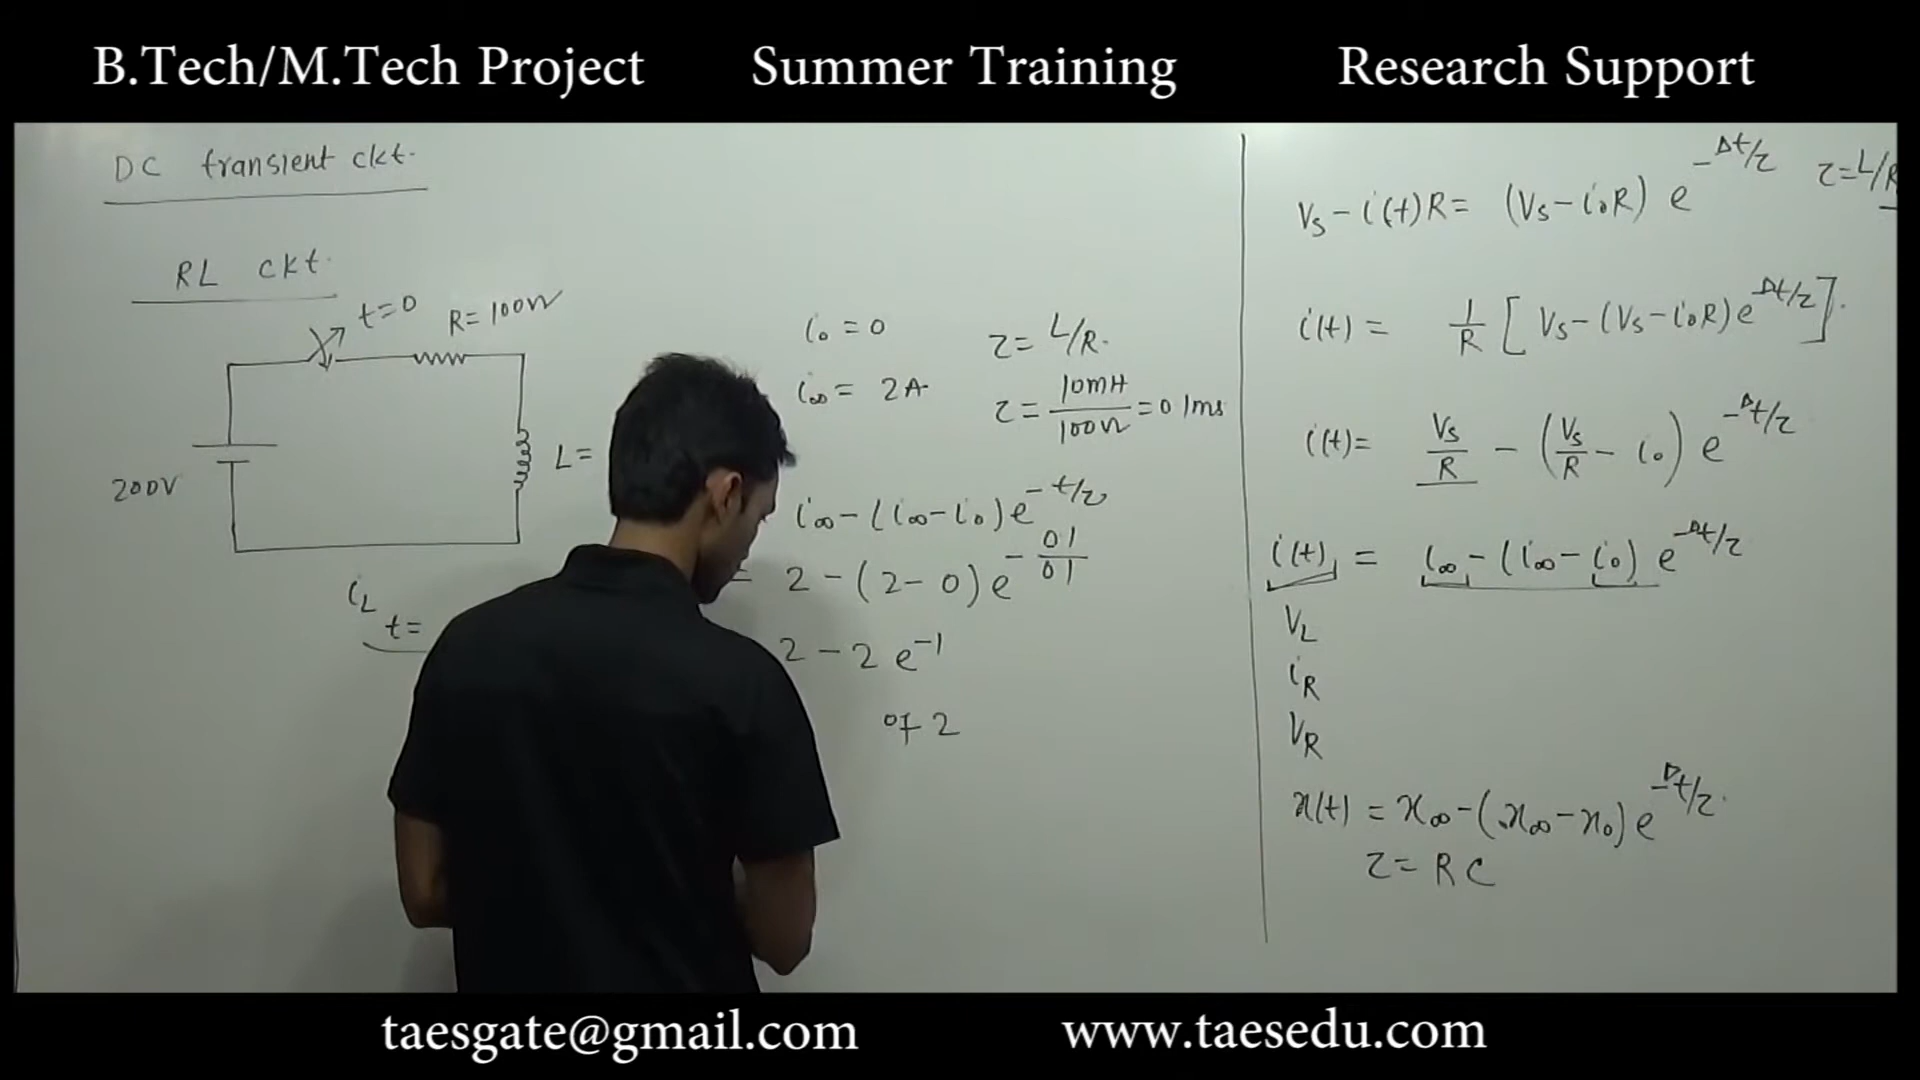 B.Tech/M.Tech Project Summer Training Research Support
DC transient ckt.
RL ckt.
t=0
R=100Ω
200V
L=
iL
t=
i₀ = 0
i∞ = 2A
τ= L/R.
τ= 10mH/100Ω = 0.1ms
i∞-(i∞-i₀)e^-t/τ
= 2-(2-0)e^-0.1/0.1
2-2e^-1
of 2
Vs-i(t)R= (Vs-i₀R) e^-Δt/τ τ=L/R
i(t) = 1/R [Vs-(Vs-i₀R)e^-Δt/τ].
i(t)= Vs/R - (Vs/R - i₀) e^-Δt/τ
i(t) = i∞-(i∞-i₀) e^-Δt/τ
VL
iR
VR
x(t) = x∞-(x∞-x₀) e^-Δt/τ.
τ= RC
taesgate@gmail.com www.taesedu.com